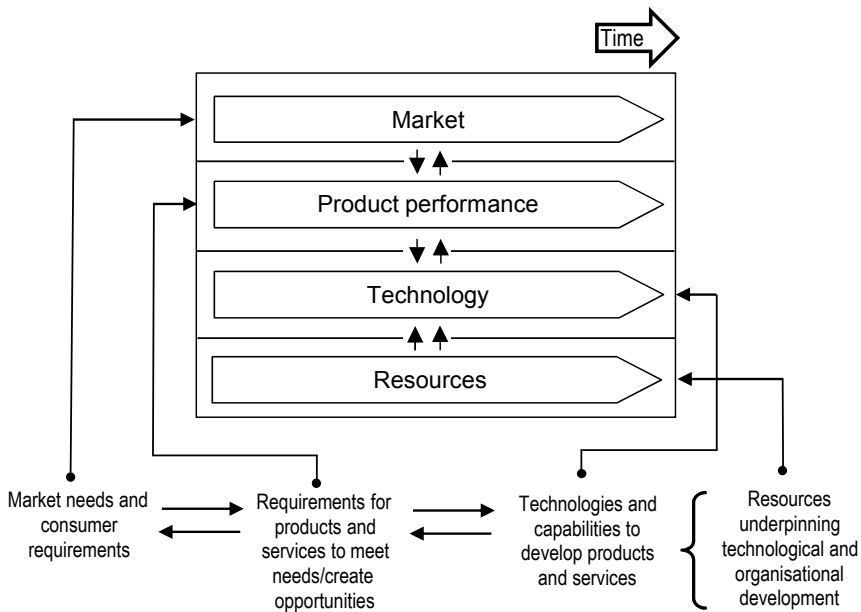 Time
Market
Product performance
Technology
Resources
Market needs and
consumer
requirements
Requirements for
products and
services to meet
needs/create
opportunities
Technologies and
capabilities to
develop products
and services
Resources
underpinning
technological and
organisational
development